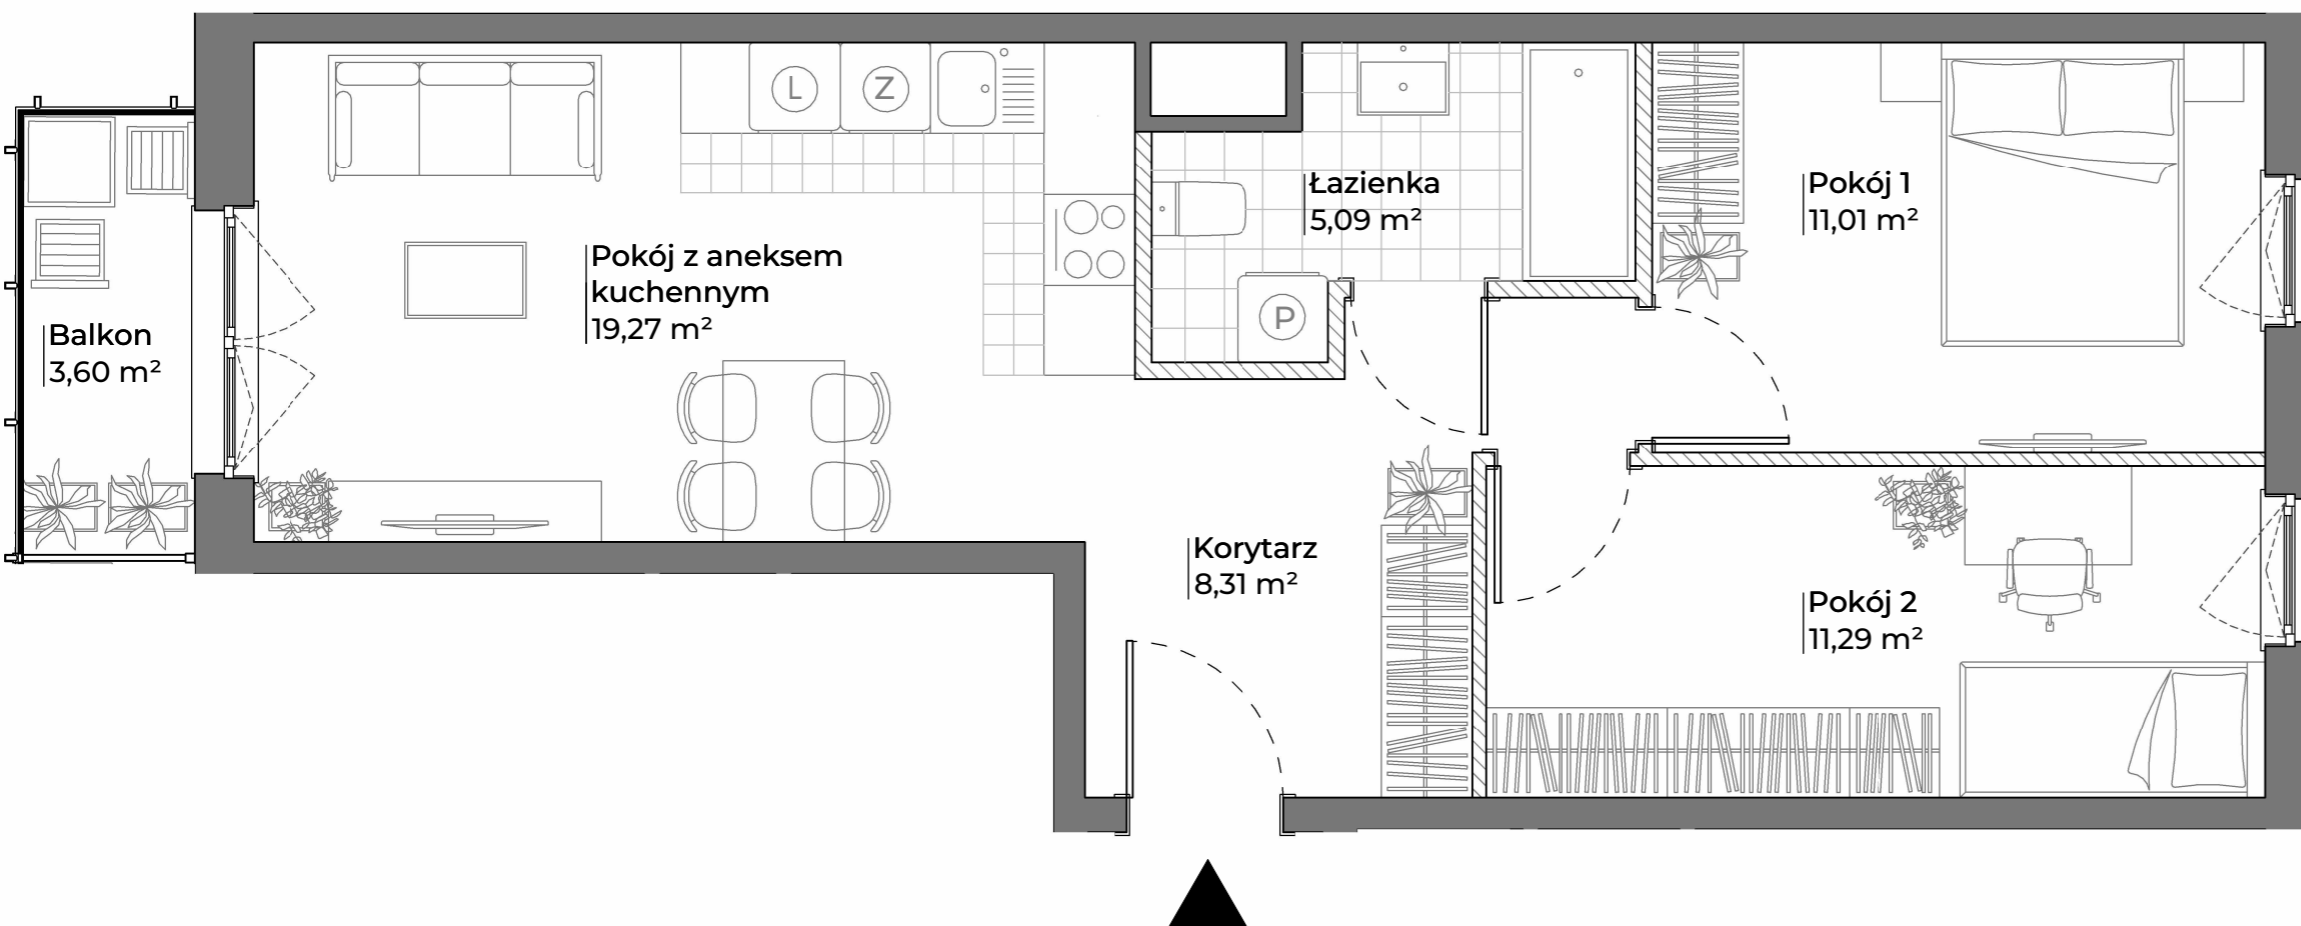 Balkon
3,60 m²
Pokój z aneksem
kuchennym
19,27 m²
L
Z
Łazienka
5,09 m²
P
Korytarz
8,31 m²
Pokój 1
11,01 m²
Pokój 2
11,29 m²